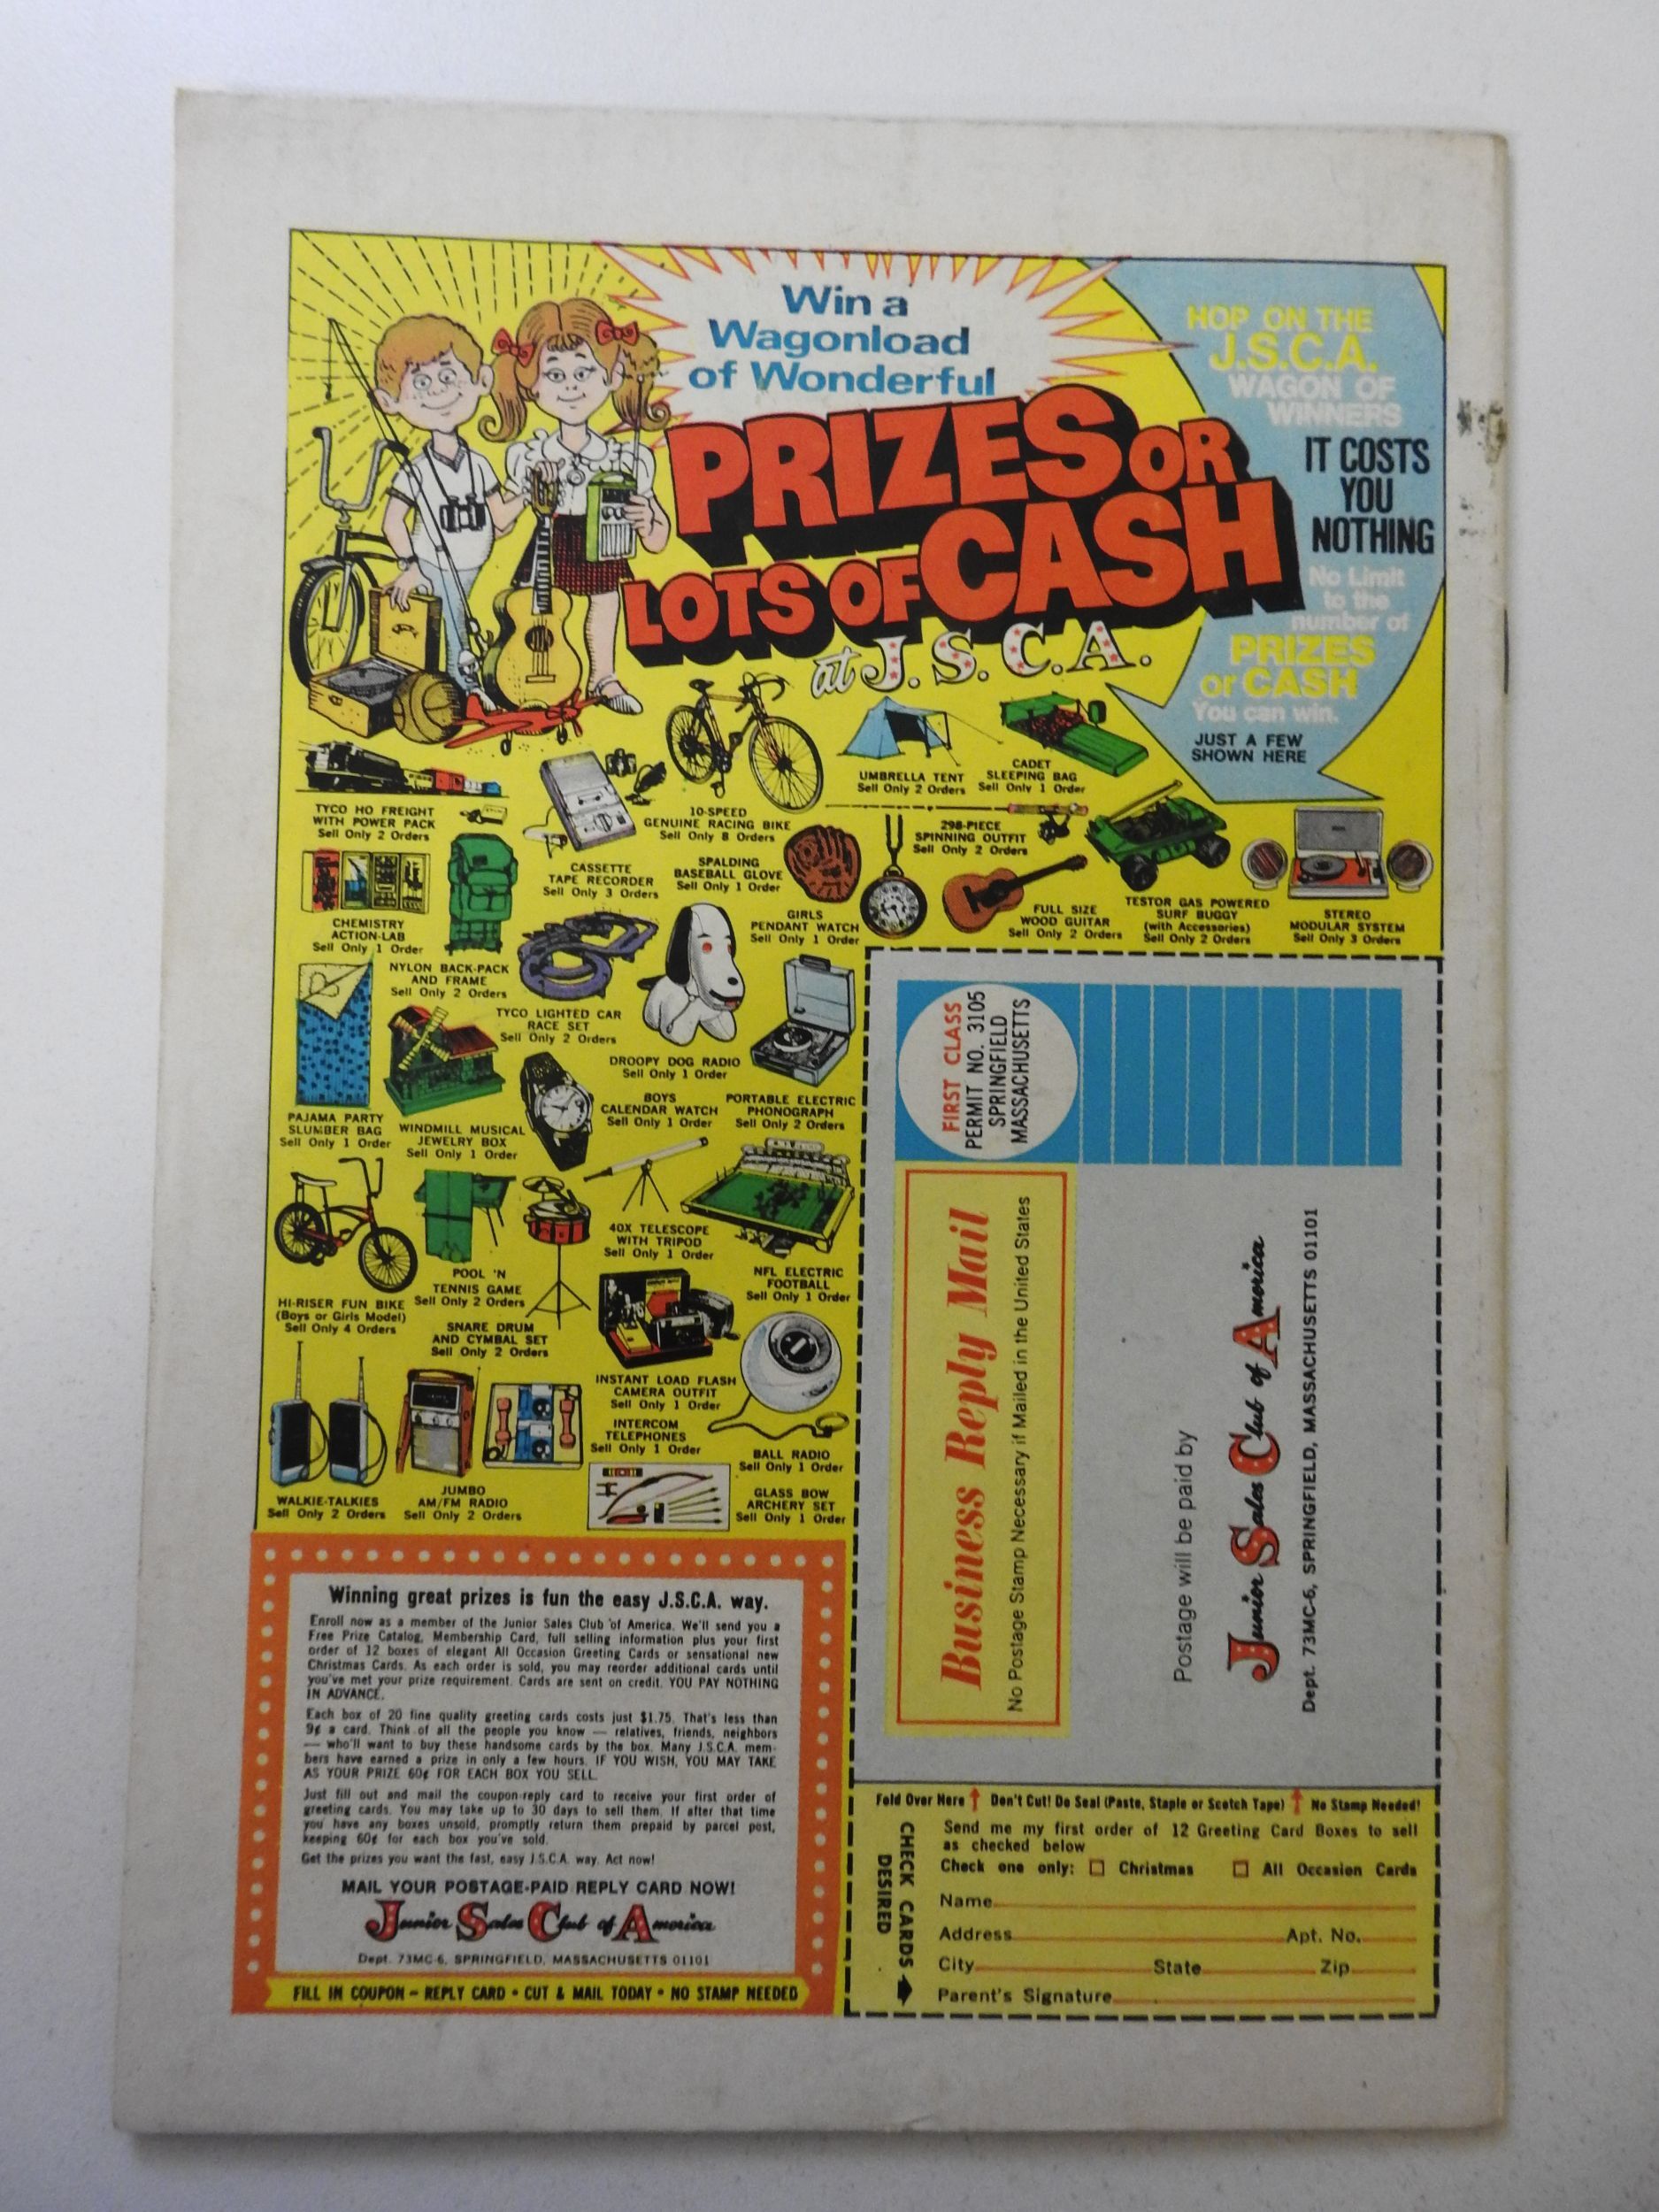 Win a
Wagonload
of Wonderful
PRIZES OR
LOTS OF CASH
at J.S.C.A.
HOP ON THE
J.S.C.A.
WAGON OF
WINNERS
IT COSTS
YOU
NOTHING
No Limit
to the
number of
PRIZES
or CASH
You can win.
JUST A FEW
SHOWN HERE
TYCO HO FREIGHT
WITH POWER PACK
Sell Only 2 Orders
CASSETTE
TAPE RECORDER
Sell Only 3 Orders
10-SPEED
GENUINE RACING BIKE
Sell Only 8 Orders
UMBRELLA TENT
Sell Only 2 Orders
CADET
SLEEPING BAG
Sell Only 1 Order
SPALDING
BASEBALL GLOVE
Sell Only 1 Order
298-PIECE
SPINNING OUTFIT
Sell Only 2 Orders
CHEMISTRY
ACTION-LAB
Sell Only 1 Order
GIRLS
PENDANT WATCH
Sell Only 1 Order
FULL SIZE
WOOD GUITAR
Sell Only 2 Orders
TESTOR GAS POWERED
SURF BUGGY
(with Accessories)
Sell Only 2 Orders
STEREO
MODULAR SYSTEM
Sell Only 3 Orders
NYLON BACK-PACK
AND FRAME
Sell Only 2 Orders
TYCO LIGHTED CAR
RACE SET
Sell Only 2 Orders
DROOPY DOG RADIO
Sell Only 1 Order
PAJAMA PARTY
SLUMBER BAG
Sell Only 1 Order
WINDMILL MUSICAL
JEWELRY BOX
Sell Only 1 Order
BOYS
CALENDAR WATCH
Sell Only 1 Order
PORTABLE ELECTRIC
PHONOGRAPH
Sell Only 2 Orders
40X TELESCOPE
WITH TRIPOD
Sell Only 1 Order
HI-RISER FUN BIKE
(Boys or Girls Model)
Sell Only 4 Orders
POOL 'N
TENNIS GAME
Sell Only 2 Orders
SNARE DRUM
AND CYMBAL SET
Sell Only 2 Orders
NFL ELECTRIC
FOOTBALL
Sell Only 1 Order
INSTANT LOAD FLASH
CAMERA OUTFIT
Sell Only 1 Order
INTERCOM
TELEPHONES
Sell Only 1 Order
BALL RADIO
Sell Only 1 Order
WALKIE-TALKIES
Sell Only 2 Orders
JUMBO
AM/FM RADIO
Sell Only 2 Orders
GLASS BOW
ARCHERY SET
Sell Only 1 Order
FIRST CLASS
PERMIT NO. 3105
SPRINGFIELD
MASSACHUSETTS
Business Reply Mail
No Postage Stamp Necessary if Mailed in the United States
Postage will be paid by
Junior Sales Club of America
Dept. 73MC-6, SPRINGFIELD, MASSACHUSETTS 01101
Winning great prizes is fun the easy J.S.C.A. way.
Enroll now as a member of the Junior Sales Club of America. We'll send you a
Free Prize Catalog, Membership Card, full selling information plus your first
order of 12 boxes of elegant All Occasion Greeting Cards or sensational new
Christmas Cards. As each order is sold, you may reorder additional cards until
you've met your prize requirement. Cards are sent on credit. YOU PAY NOTHING
IN ADVANCE.
Each box of 20 fine quality greeting cards costs just $1.75. That's less than
9¢ a card. Think of all the people you know — relatives, friends, neighbors
— who'll want to buy these handsome cards by the box. Many J.S.C.A. mem-
bers have earned a prize in only a few hours. IF YOU WISH, YOU MAY TAKE
AS YOUR PRIZE 60¢ FOR EACH BOX YOU SELL.
Just fill out and mail the coupon-reply card to receive your first order of
greeting cards. You may take up to 30 days to sell them. If after that time
you have any boxes unsold, promptly return them prepaid by parcel post,
keeping 60¢ for each box you've sold.
Get the prizes you want the fast, easy J.S.C.A. way. Act now!
MAIL YOUR POSTAGE-PAID REPLY CARD NOW!
Junior Sales Club of America
Dept. 73MC-6, SPRINGFIELD, MASSACHUSETTS 01101
FILL IN COUPON – REPLY CARD • CUT & MAIL TODAY • NO STAMP NEEDED
Fold Over Here Don't Cut! Do Seal (Paste, Staple or Scotch Tape) No Stamp Needed!
CHECK CARDS
DESIRED
Send me my first order of 12 Greeting Card Boxes to sell
as checked below
Check one only: Christmas All Occasion Cards
Name
Address Apt. No.
City State Zip
Parent's Signature